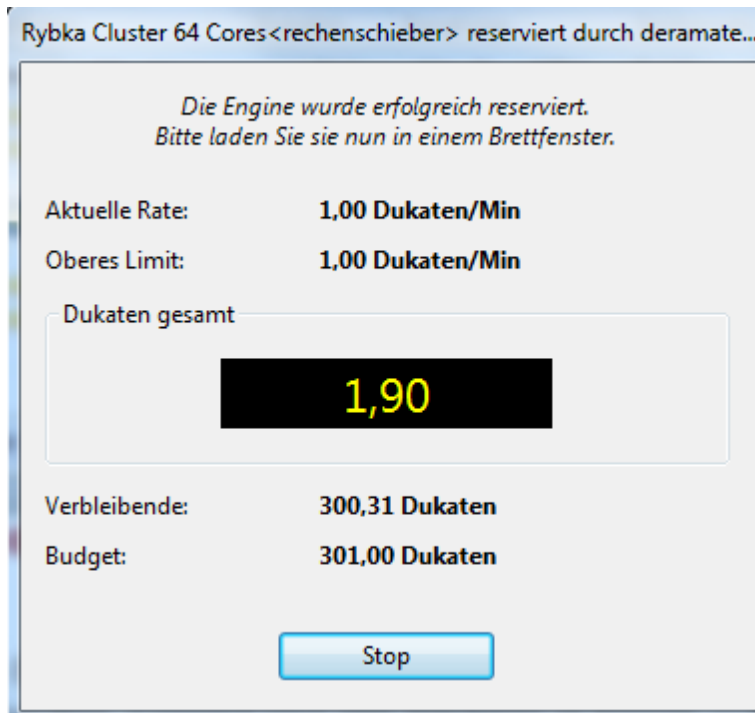 Rybka Cluster 64 Cores<rechenschieber> reserviert durch deramate...
Die Engine wurde erfolgreich reserviert.
Bitte laden Sie sie nun in einem Brettfenster.
Aktuelle Rate: 1,00 Dukaten/Min
Oberes Limit: 1,00 Dukaten/Min
Dukaten gesamt
1,90
Verbleibende: 300,31 Dukaten
Budget: 301,00 Dukaten
Stop